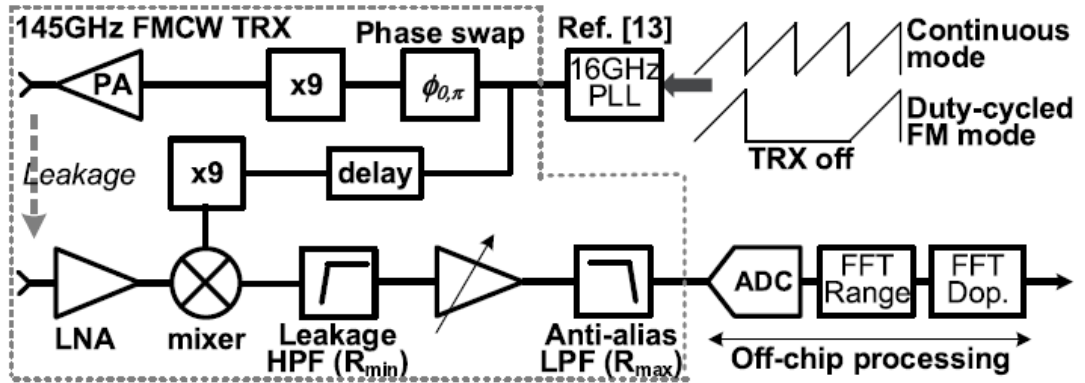 145GHz FMCW TRX
Phase swap
Ref. [13]
Continuous
mode
PA
x9
ϕ0,π
16GHz
PLL
Duty-cycled
FM mode
TRX off
Leakage
x9
delay
LNA
mixer
Leakage
HPF (Rmin)
Anti-alias
LPF (Rmax)
ADC
FFT
Range
FFT
Dop.
Off-chip processing